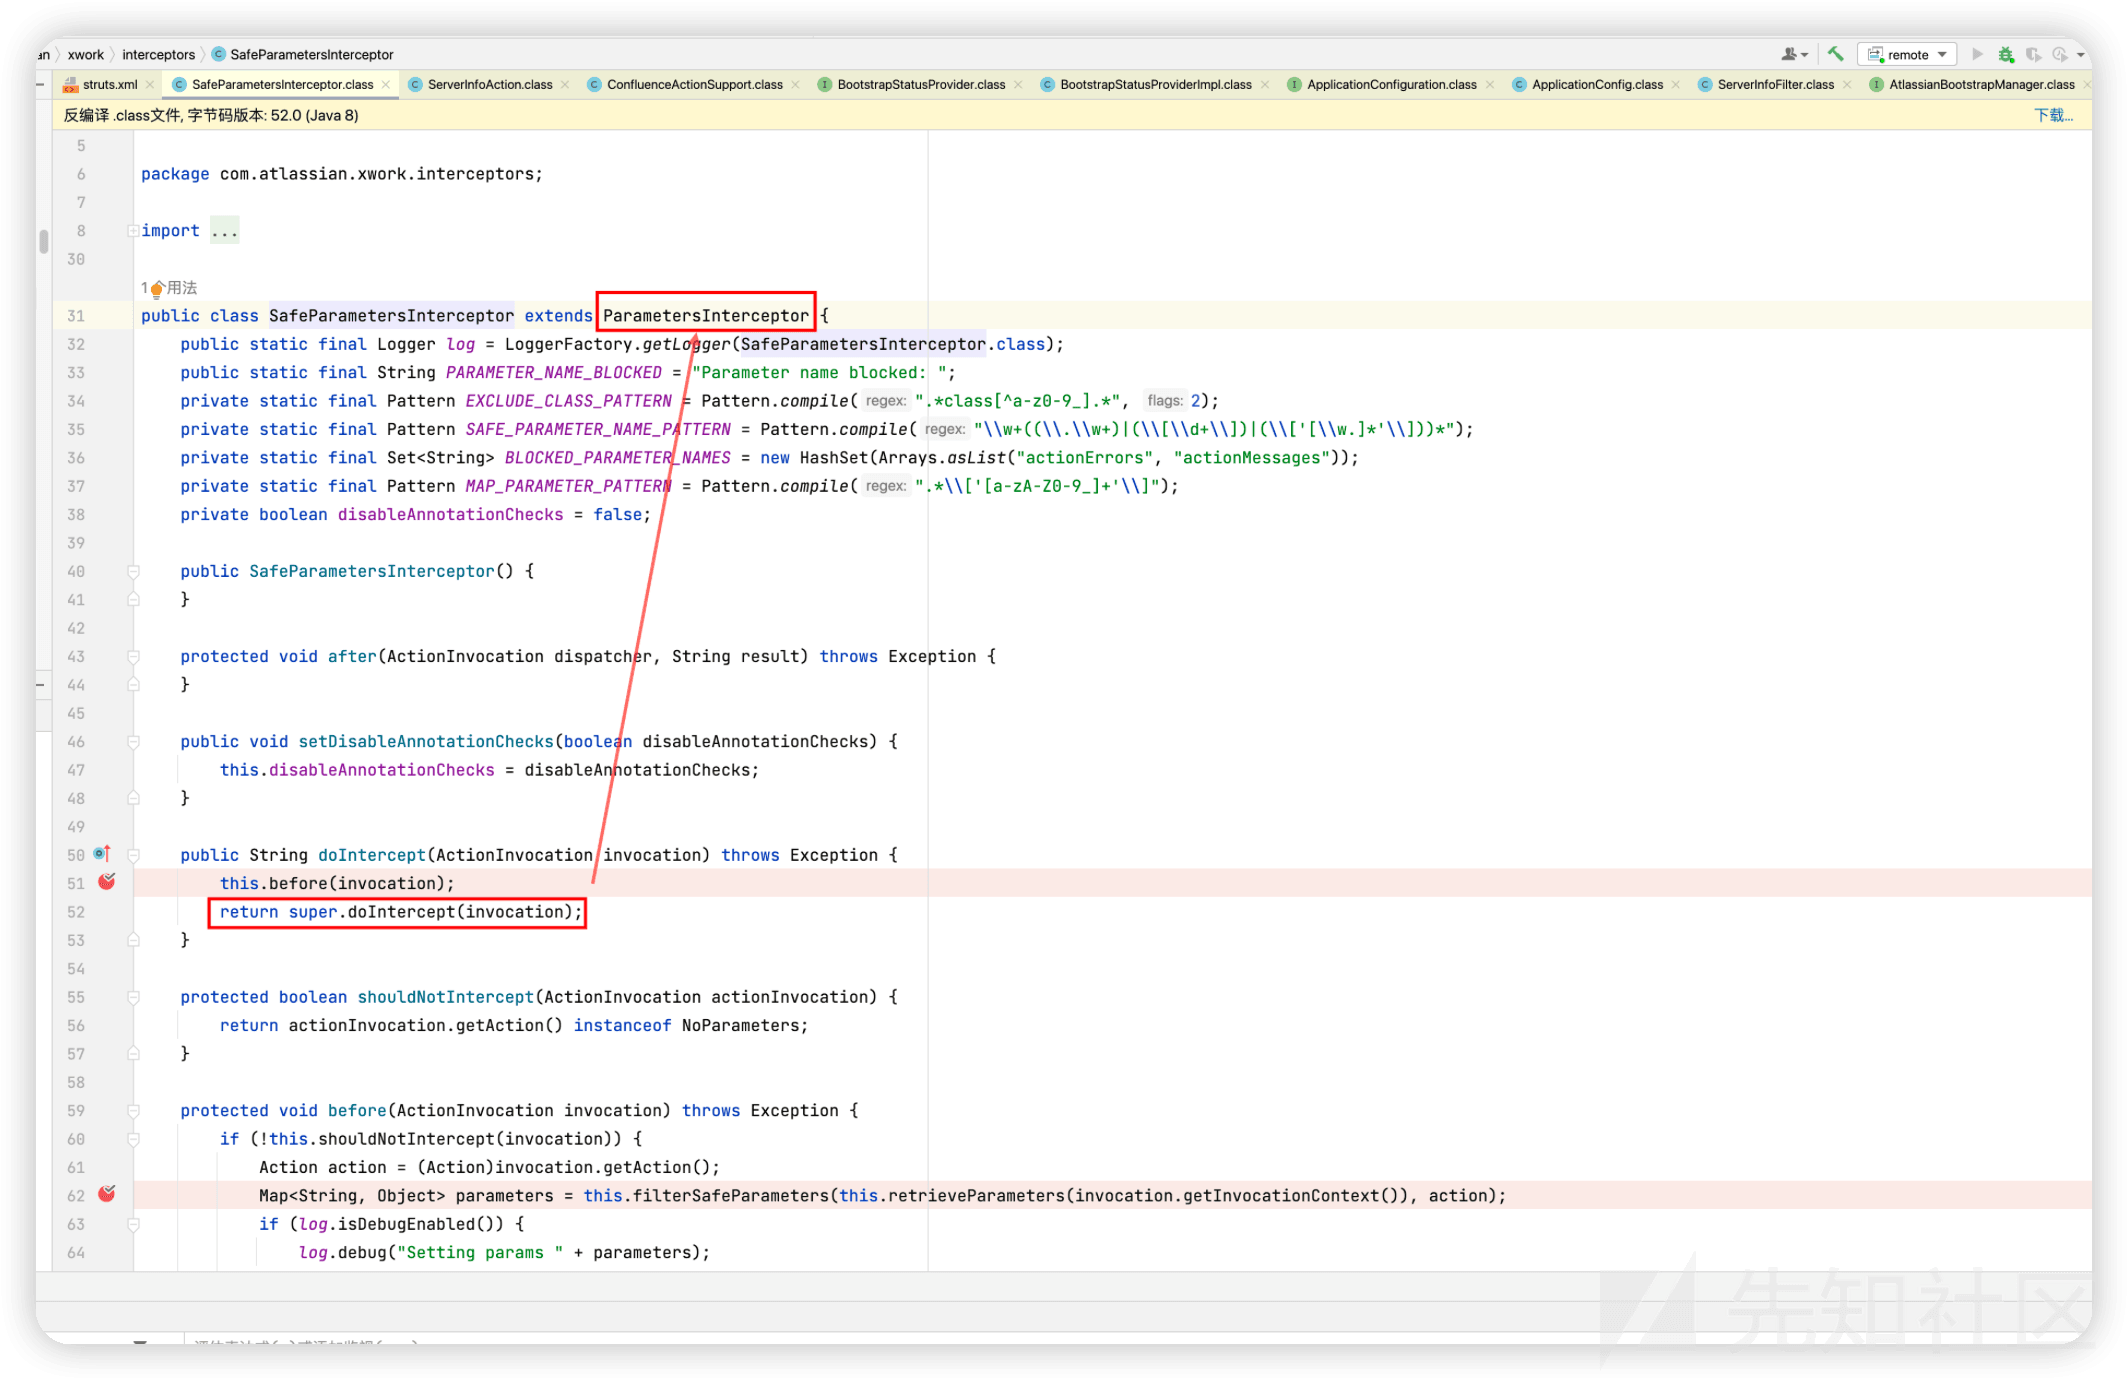 an xwork interceptors SafeParametersInterceptor remote
struts.xml SafeParametersInterceptor.class ServerInfoAction.class ConfluenceActionSupport.class BootstrapStatusProvider.class BootstrapStatusProviderImpl.class ApplicationConfiguration.class ApplicationConfig.class ServerInfoFilter.class AtlassianBootstrapManager.class
反编译 .class文件, 字节码版本: 52.0 (Java 8) 下载...
5
6 package com.atlassian.xwork.interceptors;
7
8 import ...
30
1个用法
31 public class SafeParametersInterceptor extends ParametersInterceptor {
32 public static final Logger log = LoggerFactory.getLogger(SafeParametersInterceptor.class);
33 public static final String PARAMETER_NAME_BLOCKED = "Parameter name blocked: ";
34 private static final Pattern EXCLUDE_CLASS_PATTERN = Pattern.compile( regex: ".*class[^a-z0-9_].*", flags: 2);
35 private static final Pattern SAFE_PARAMETER_NAME_PATTERN = Pattern.compile( regex: "\\w+((\\.\\w+)|(\\[\\d+\\])|(\\['[\\w.]*'\\]))*");
36 private static final Set<String> BLOCKED_PARAMETER_NAMES = new HashSet(Arrays.asList("actionErrors", "actionMessages"));
37 private static final Pattern MAP_PARAMETER_PATTERN = Pattern.compile( regex: ".*\\['[a-zA-Z0-9_]+'\\]");
38 private boolean disableAnnotationChecks = false;
39
40 public SafeParametersInterceptor() {
41 }
42
43 protected void after(ActionInvocation dispatcher, String result) throws Exception {
44 }
45
46 public void setDisableAnnotationChecks(boolean disableAnnotationChecks) {
47 this.disableAnnotationChecks = disableAnnotationChecks;
48 }
49
50 public String doIntercept(ActionInvocation invocation) throws Exception {
51 this.before(invocation);
52 return super.doIntercept(invocation);
53 }
54
55 protected boolean shouldNotIntercept(ActionInvocation actionInvocation) {
56 return actionInvocation.getAction() instanceof NoParameters;
57 }
58
59 protected void before(ActionInvocation invocation) throws Exception {
60 if (!this.shouldNotIntercept(invocation)) {
61 Action action = (Action)invocation.getAction();
62 Map<String, Object> parameters = this.filterSafeParameters(this.retrieveParameters(invocation.getInvocationContext()), action);
63 if (log.isDebugEnabled()) {
64 log.debug("Setting params " + parameters);
先知社区